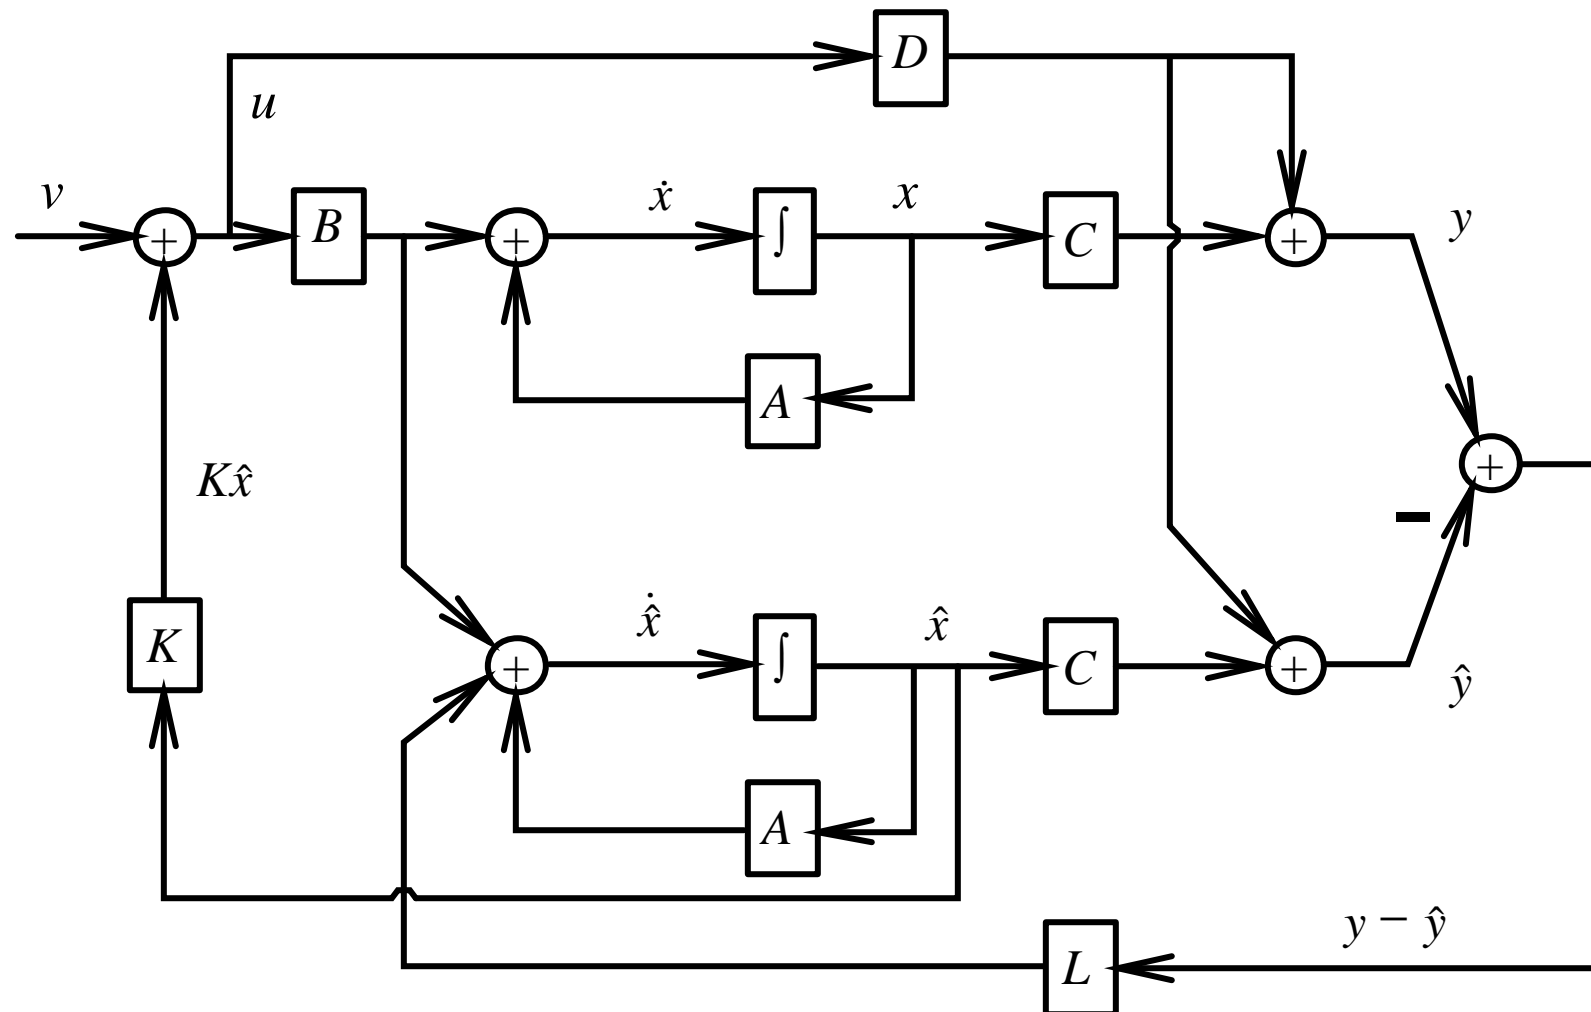 D
u
v
+
B
+
ẋ
∫
x
C
+
y
A
Kx̂
+
−
K
+
x̂̇
∫
x̂
C
+
ŷ
A
L
y − ŷ